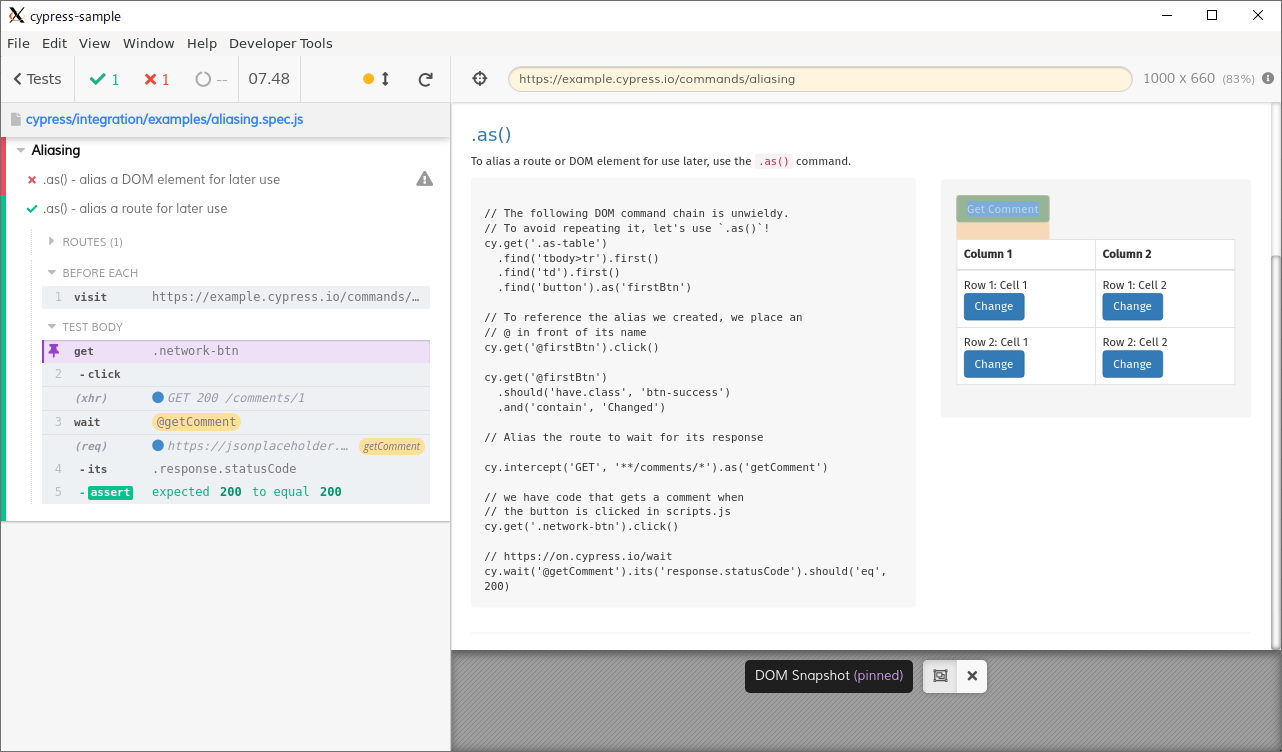 cypress-sample
File Edit View Window Help Developer Tools
Tests 1 1 -- 07.48
https://example.cypress.io/commands/aliasing 1000 x 660 (83%)
cypress/integration/examples/aliasing.spec.js
Aliasing
.as() - alias a DOM element for later use
.as() - alias a route for later use
ROUTES (1)
BEFORE EACH
1 visit https://example.cypress.io/commands/…
TEST BODY
get .network-btn
2 - click
(xhr) GET 200 /comments/1
3 wait @getComment
(req) https://jsonplaceholder.… getComment
4 - its .response.statusCode
5 - assert expected 200 to equal 200
.as()
To alias a route or DOM element for use later, use the .as() command.
// The following DOM command chain is unwieldy.
// To avoid repeating it, let's use `.as()`!
cy.get('.as-table')
.find('tbody>tr').first()
.find('td').first()
.find('button').as('firstBtn')
// To reference the alias we created, we place an
// @ in front of its name
cy.get('@firstBtn').click()
cy.get('@firstBtn')
.should('have.class', 'btn-success')
.and('contain', 'Changed')
// Alias the route to wait for its response
cy.intercept('GET', '**/comments/*').as('getComment')
// we have code that gets a comment when
// the button is clicked in scripts.js
cy.get('.network-btn').click()
// https://on.cypress.io/wait
cy.wait('@getComment').its('response.statusCode').should('eq',
200)
Get Comment
Column 1 Column 2
Row 1: Cell 1 Row 1: Cell 2
Change Change
Row 2: Cell 1 Row 2: Cell 2
Change Change
DOM Snapshot (pinned)